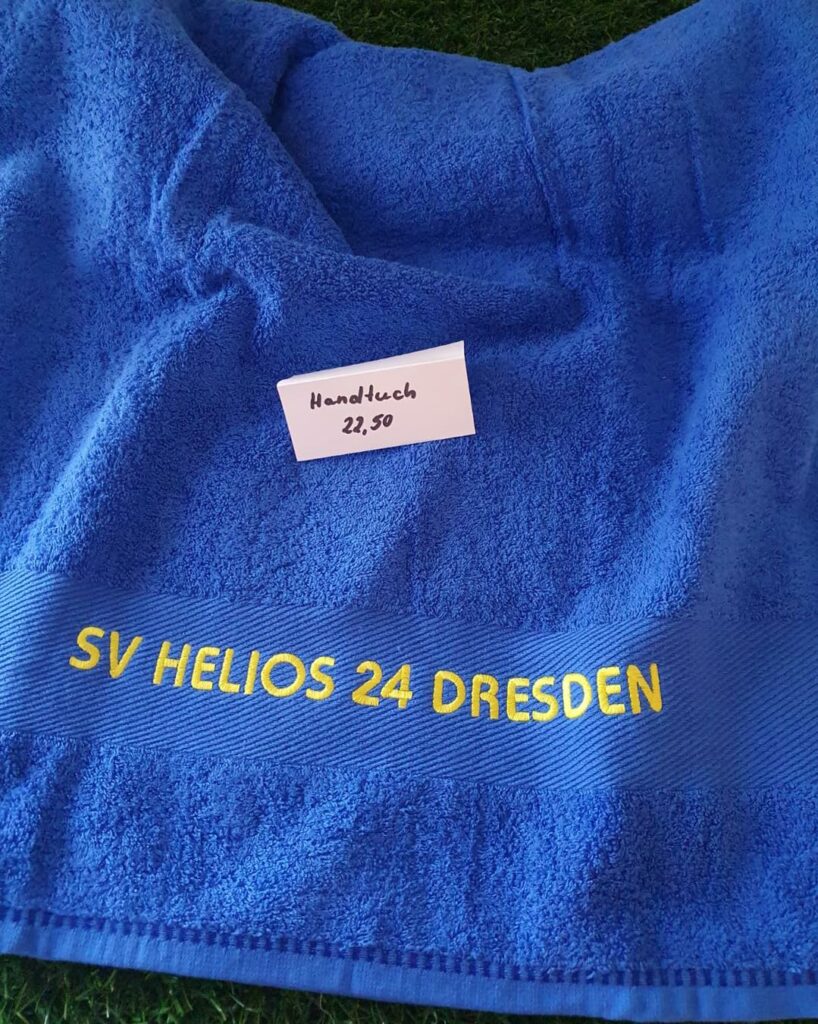 Handtuch
22,50
SV HELIOS 24 DRESDEN